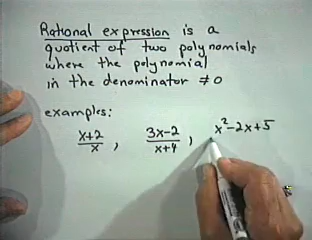 Rational expression is a
quotient of two polynomials
where the polynomial
in the denominator ≠0
examples:
x+2/x , 3x-2/x+4 , x²-2x+5